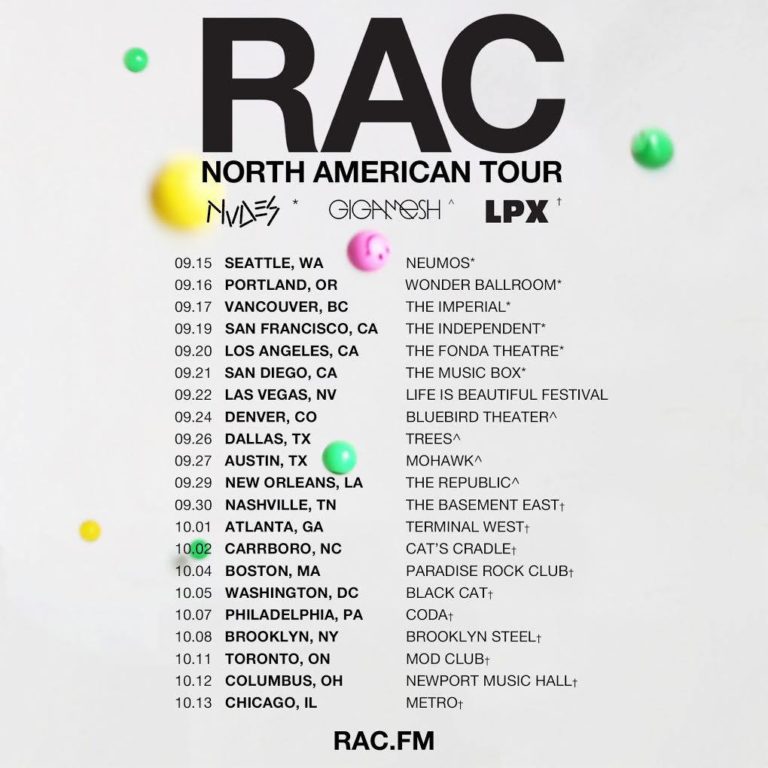 RAC
NORTH AMERICAN TOUR
NVDES * GIGAMESH ^ LPX †
09.15 SEATTLE, WA NEUMOS*
09.16 PORTLAND, OR WONDER BALLROOM*
09.17 VANCOUVER, BC THE IMPERIAL*
09.19 SAN FRANCISCO, CA THE INDEPENDENT*
09.20 LOS ANGELES, CA THE FONDA THEATRE*
09.21 SAN DIEGO, CA THE MUSIC BOX*
09.22 LAS VEGAS, NV LIFE IS BEAUTIFUL FESTIVAL
09.24 DENVER, CO BLUEBIRD THEATER^
09.26 DALLAS, TX TREES^
09.27 AUSTIN, TX MOHAWK^
09.29 NEW ORLEANS, LA THE REPUBLIC^
09.30 NASHVILLE, TN THE BASEMENT EAST†
10.01 ATLANTA, GA TERMINAL WEST†
10.02 CARRBORO, NC CAT'S CRADLE†
10.04 BOSTON, MA PARADISE ROCK CLUB†
10.05 WASHINGTON, DC BLACK CAT†
10.07 PHILADELPHIA, PA CODA†
10.08 BROOKLYN, NY BROOKLYN STEEL†
10.11 TORONTO, ON MOD CLUB†
10.12 COLUMBUS, OH NEWPORT MUSIC HALL†
10.13 CHICAGO, IL METRO†
RAC.FM